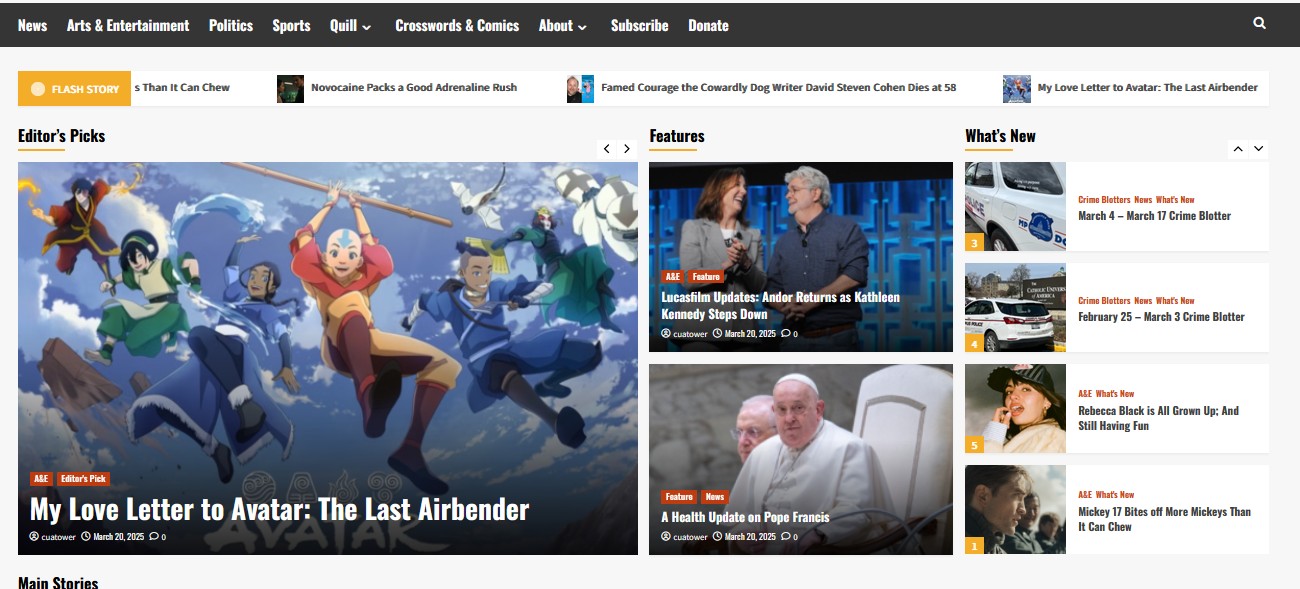 News Arts & Entertainment Politics Sports Quill Crosswords & Comics About Subscribe Donate
FLASH STORY s Than It Can Chew Novocaine Packs a Good Adrenaline Rush Famed Courage the Cowardly Dog Writer David Steven Cohen Dies at 58 My Love Letter to Avatar: The Last Airbender
Editor's Picks
A&E Editor's Pick
My Love Letter to Avatar: The Last Airbender
cuatower March 20, 2025 0
AVATAR
Features
A&E Feature
Lucasfilm Updates: Andor Returns as Kathleen
Kennedy Steps Down
cuatower March 20, 2025 0
Feature News
A Health Update on Pope Francis
cuatower March 20, 2025 0
What's New
3
Crime Blotters News What's New
March 4 – March 17 Crime Blotter
CATHOLIC UNIVERS
OF AMERICA
4
Crime Blotters News What's New
February 25 – March 3 Crime Blotter
5
A&E What's New
Rebecca Black is All Grown Up; And
Still Having Fun
1
A&E What's New
Mickey 17 Bites off More Mickeys Than
It Can Chew
Main Stories